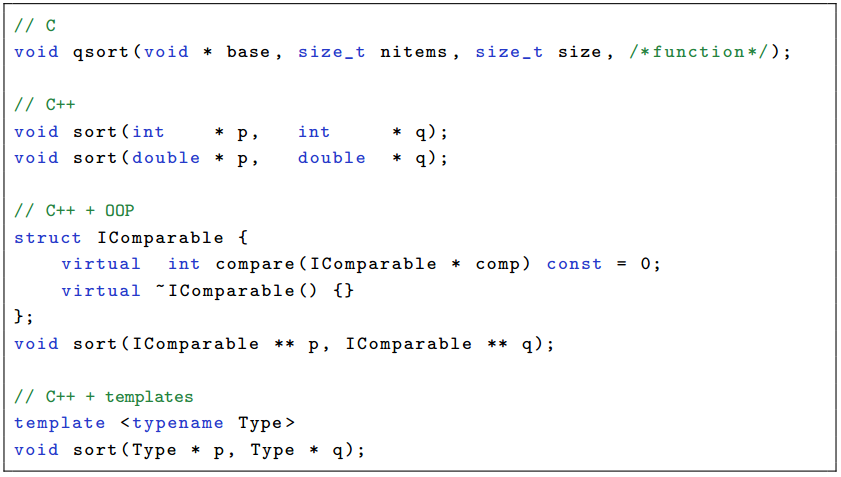 // C
void qsort(void * base, size_t nitems, size_t size, /*function*/);
// C++
void sort(int    * p,   int     * q);
void sort(double * p,   double  * q);
// C++ + OOP
struct IComparable {
    virtual  int compare(IComparable * comp) const = 0;
    virtual ~IComparable() {}
};
void sort(IComparable ** p, IComparable ** q);
// C++ + templates
template <typename Type>
void sort(Type * p, Type * q);